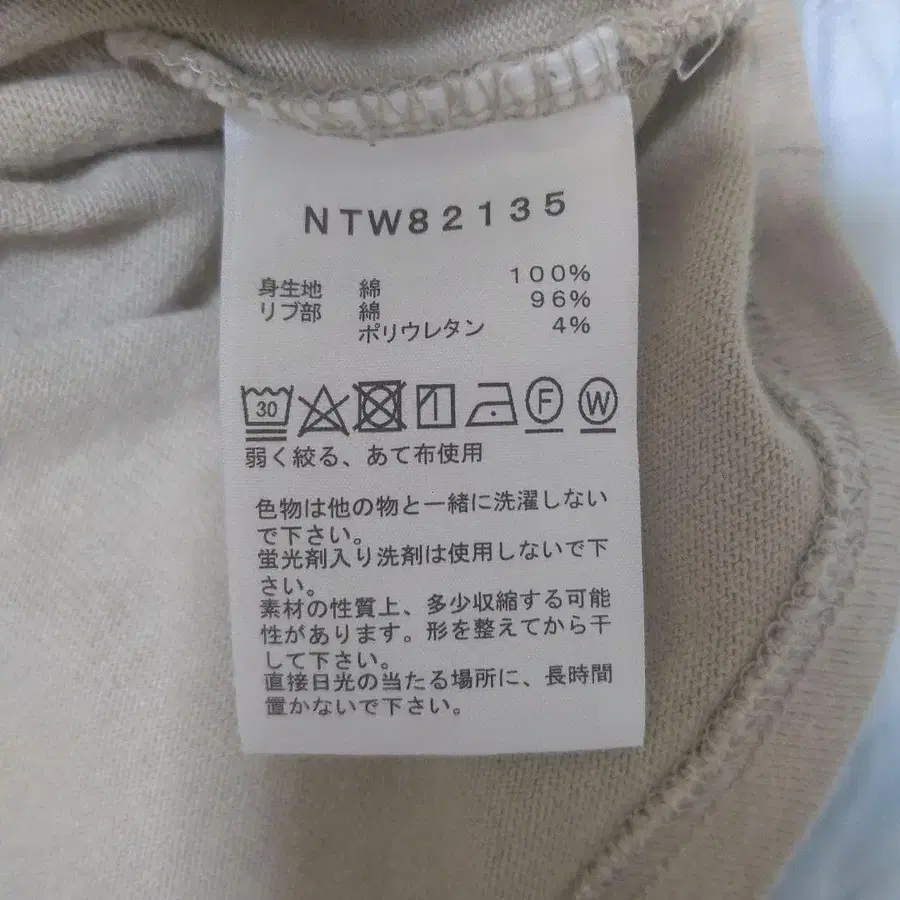 NTW82135
身生地 綿 100%
リブ部 綿 96%
ポリウレタン 4%
30 F W
弱く絞る、あて布使用
色物は他の物と一緒に洗濯しない
で下さい。
蛍光剤入り洗剤は使用しないで下
さい。
素材の性質上、多少収縮する可能
性があります。形を整えてから干
して下さい。
直接日光の当たる場所に、長時間
置かないで下さい。